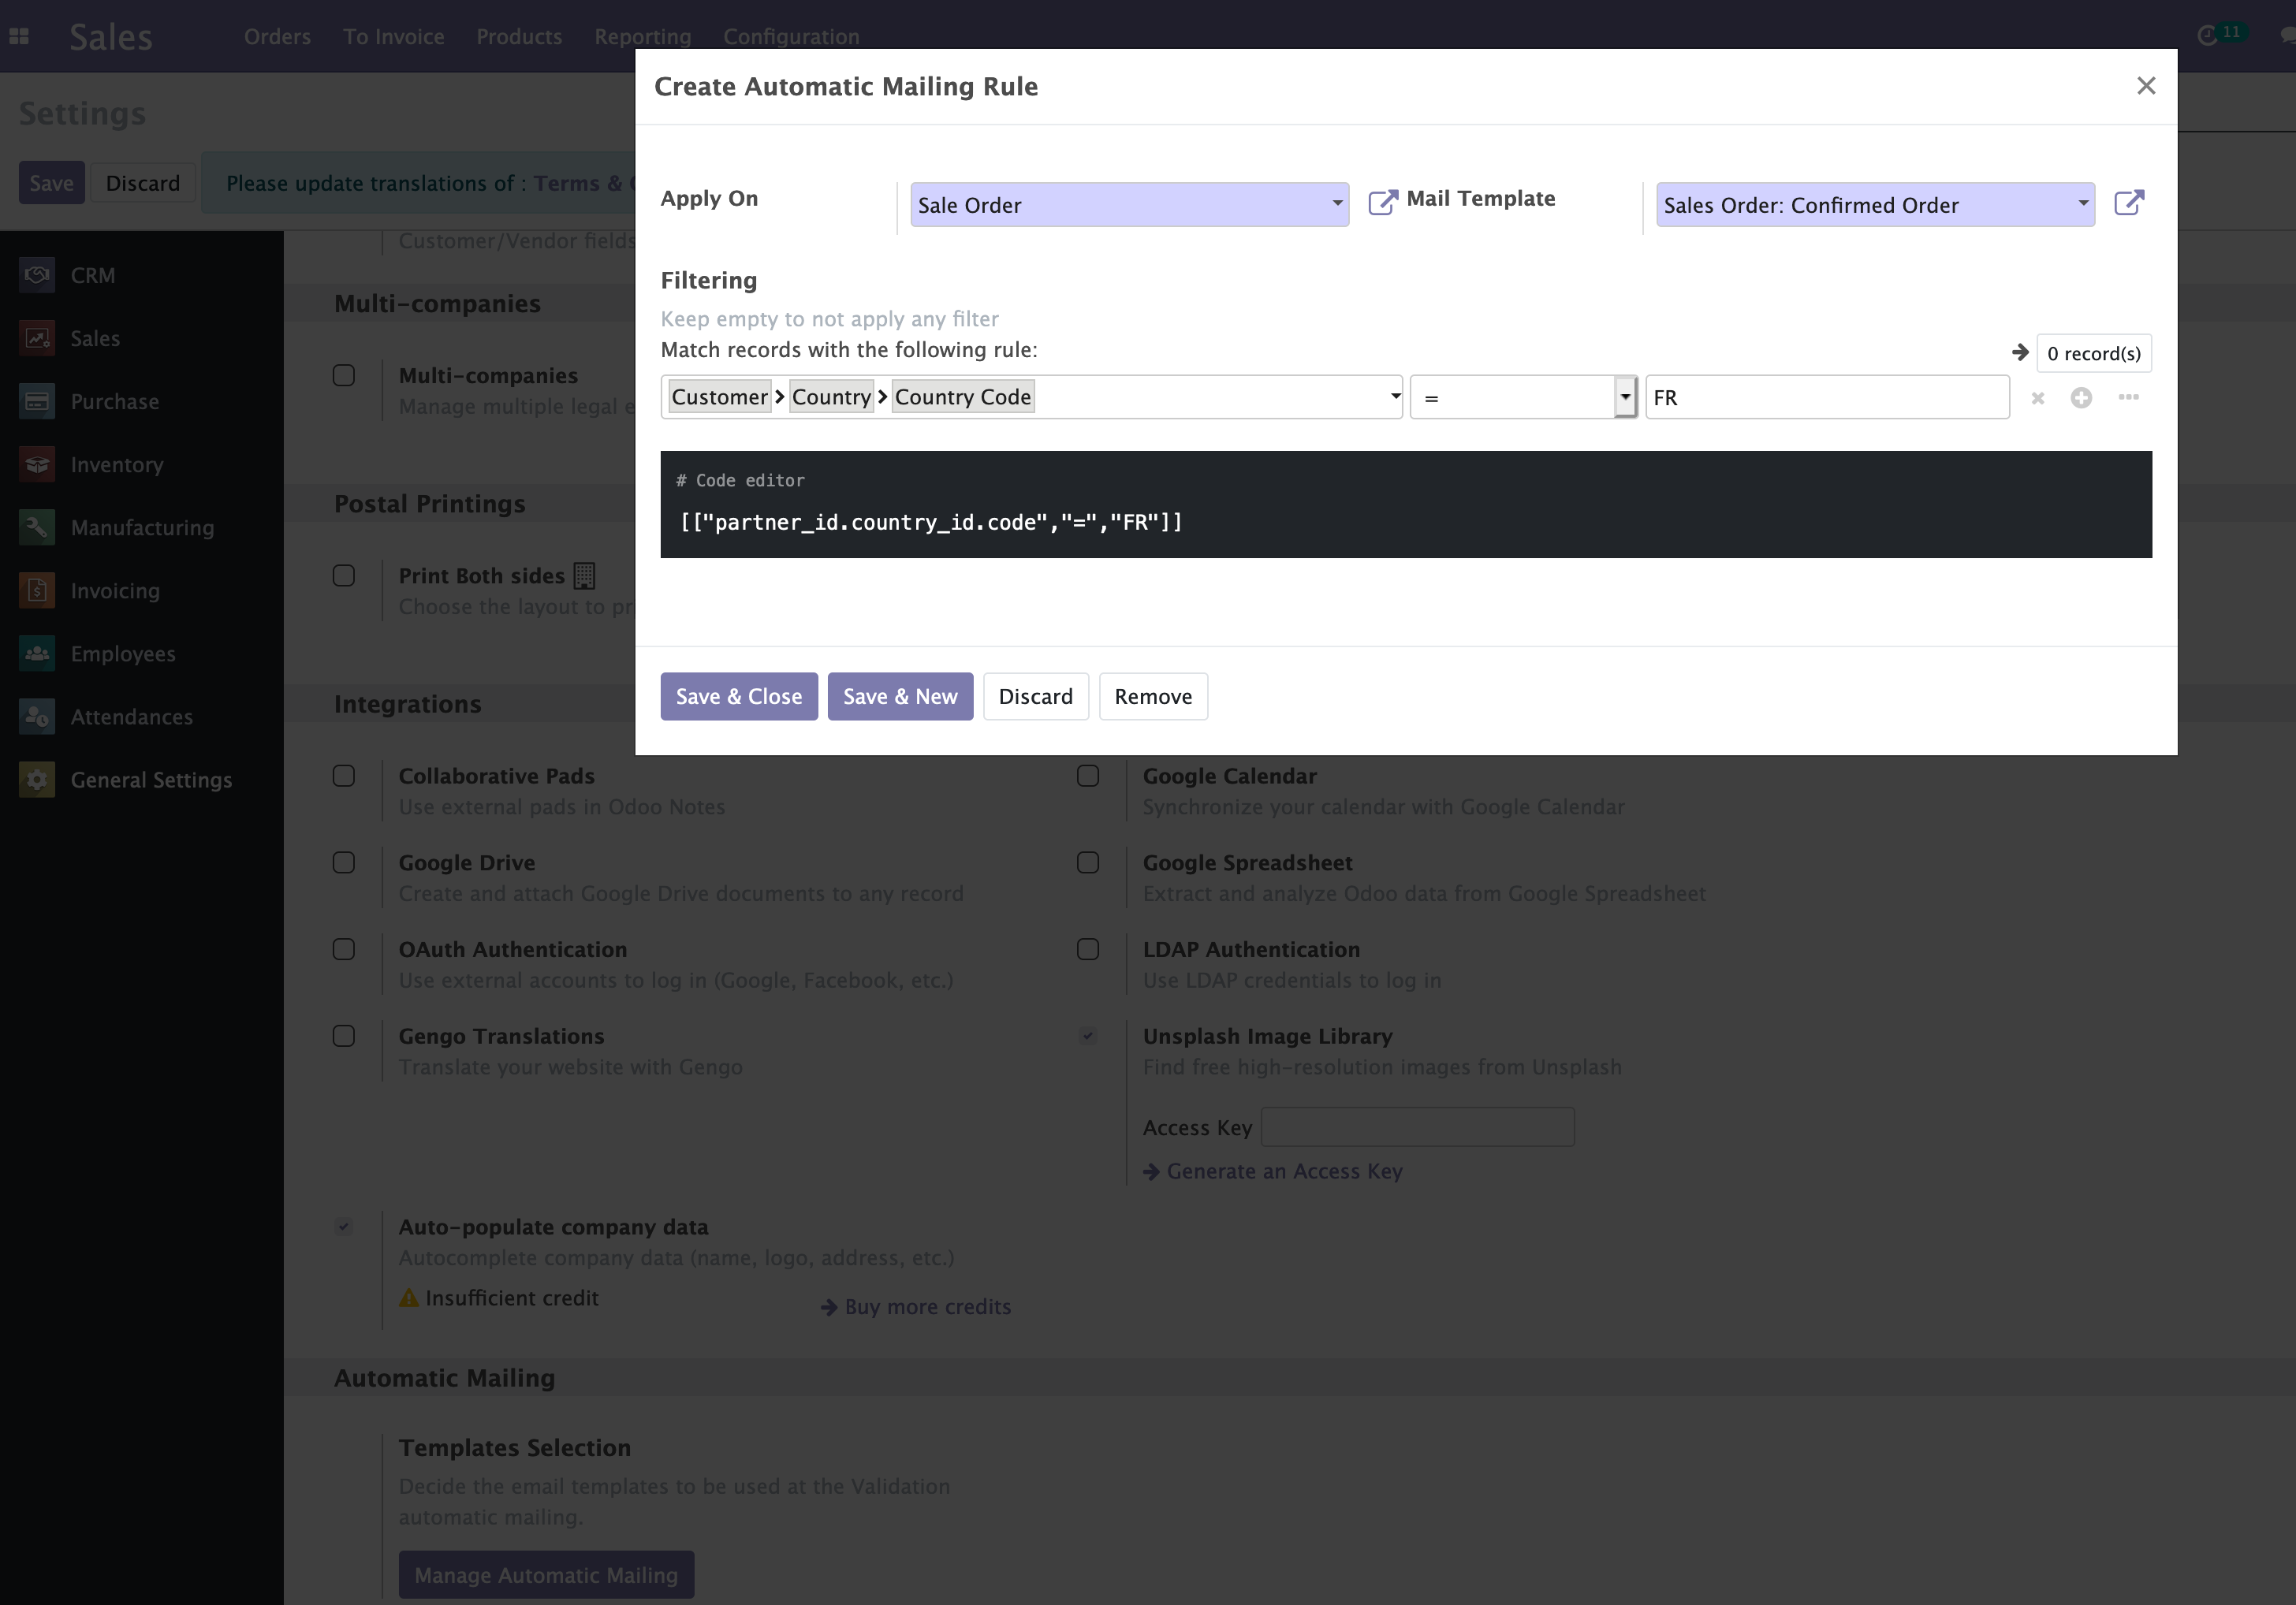 Sales Orders To Invoice Products Reporting Configuration 11
Settings
Save Discard Please update translations of : Terms &
CRM
Sales
Purchase
Inventory
Manufacturing
Invoicing
Employees
Attendances
General Settings
Create Automatic Mailing Rule ×
Apply On Sale Order Mail Template Sales Order: Confirmed Order
Filtering
Keep empty to not apply any filter
Match records with the following rule: 0 record(s)
Customer > Country > Country Code = FR
# Code editor
[["partner_id.country_id.code","=","FR"]]
Save & Close Save & New Discard Remove
Customer/Vendor fields
Multi-companies
Multi-companies
Manage multiple legal
Postal Printings
Print Both sides
Choose the layout to
Integrations
Collaborative Pads
Use external pads in Odoo Notes
Google Calendar
Synchronize your calendar with Google Calendar
Google Drive
Create and attach Google Drive documents to any record
Google Spreadsheet
Extract and analyze Odoo data from Google Spreadsheet
OAuth Authentication
Use external accounts to log in (Google, Facebook, etc.)
LDAP Authentication
Use LDAP credentials to log in
Gengo Translations
Translate your website with Gengo
Unsplash Image Library
Find free high-resolution images from Unsplash
Access Key
Generate an Access Key
Auto-populate company data
Autocomplete company data (name, logo, address, etc.)
Insufficient credit Buy more credits
Automatic Mailing
Templates Selection
Decide the email templates to be used at the Validation
automatic mailing.
Manage Automatic Mailing